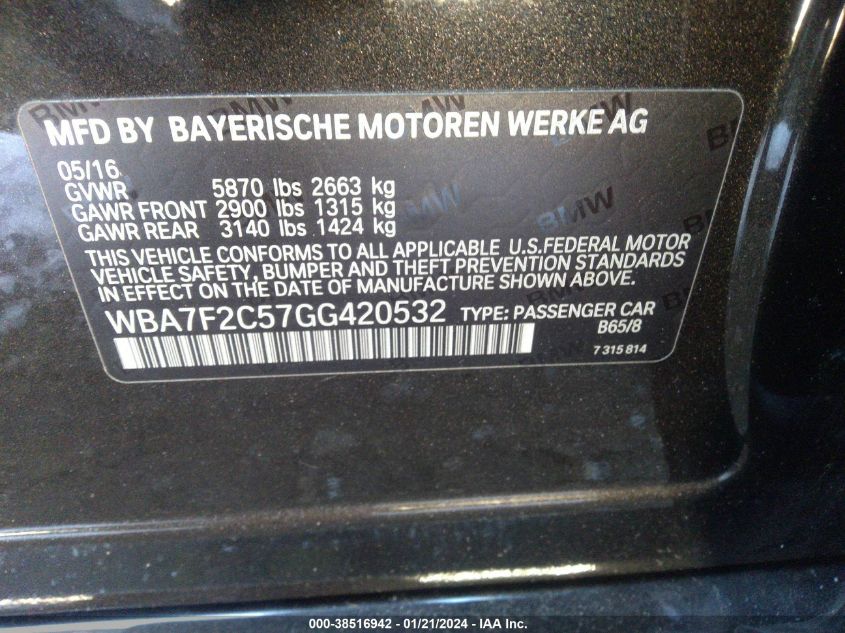 MFD BY BAYERISCHE MOTOREN WERKE AG
05/16
GVWR 5870 lbs 2663 kg
GAWR FRONT 2900 lbs 1315 kg
GAWR REAR 3140 lbs 1424 kg
THIS VEHICLE CONFORMS TO ALL APPLICABLE U.S.FEDERAL MOTOR
VEHICLE SAFETY, BUMPER AND THEFT PREVENTION STANDARDS
IN EFFECT ON THE DATE OF MANUFACTURE SHOWN ABOVE.
WBA7F2C57GG420532 TYPE: PASSENGER CAR
B65/8
7 315 814
000-38516942 - 01/21/2024 - IAA Inc.